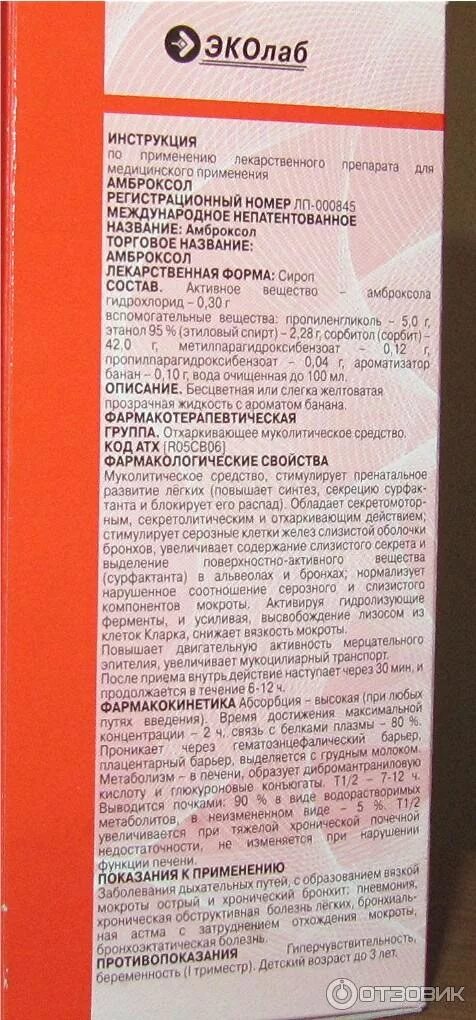 ЭКОлаб
ИНСТРУКЦИЯ
по применению лекарственного препарата для
медицинского применения
АМБРОКСОЛ
РЕГИСТРАЦИОННЫЙ НОМЕР ЛП-000845
МЕЖДУНАРОДНОЕ НЕПАТЕНТОВАННОЕ
НАЗВАНИЕ: Амброксол
ТОРГОВОЕ НАЗВАНИЕ:
АМБРОКСОЛ
ЛЕКАРСТВЕННАЯ ФОРМА: Сироп
СОСТАВ. Активное вещество – амброксола
гидрохлорид – 0,30 г
вспомогательные вещества: пропиленгликоль – 5,0 г,
этанол 95 % (этиловый спирт) – 2,28 г, сорбитол (сорбит) –
42,0 г, метилпарагидроксибензоат – 0,12 г,
пропилпарагидроксибензоат – 0,04 г, ароматизатор
банан – 0,10 г, вода очищенная до 100 мл.
ОПИСАНИЕ. Бесцветная или слегка желтоватая
прозрачная жидкость с ароматом банана.
ФАРМАКОТЕРАПЕВТИЧЕСКАЯ
ГРУППА. Отхаркивающее муколитическое средство.
КОД АТХ [R05CB06]
ФАРМАКОЛОГИЧЕСКИЕ СВОЙСТВА
Муколитическое средство, стимулирует пренатальное
развитие лёгких (повышает синтез, секрецию сурфак-
танта и блокирует его распад). Обладает секретомотор-
ным, секретолитическим и отхаркивающим действием;
стимулирует серозные клетки желез слизистой оболочки
бронхов, увеличивает содержание слизистого секрета и
выделение поверхностно-активного вещества
(сурфактанта) в альвеолах и бронхах; нормализует
нарушенное соотношение серозного и слизистого
компонентов мокроты. Активируя гидролизующие
ферменты, и усиливая, высвобождение лизосом из
клеток Кларка, снижает вязкость мокроты.
Повышает двигательную активность мерцательного
эпителия, увеличивает мукоцилиарный транспорт.
После приема внутрь действие наступает через 30 мин, и
продолжается в течение 6-12 ч.
ФАРМАКОКИНЕТИКА Абсорбция – высокая (при любых
путях введения). Время достижения максимальной
концентрации – 2 ч, связь с белками плазмы – 80 %.
Проникает через гематоэнцефалический барьер,
плацентарный барьер, выделяется с грудным молоком.
Метаболизм – в печени, образует дибромантраниловую
кислоту и глюкуроновые конъюгаты. Т1/2 – 7-12 ч.
Выводится почками: 90 % в виде водорастворимых
метаболитов, в неизмененном виде – 5 %. Т1/2
увеличивается при тяжелой хронической почечной
недостаточности, не изменяется при нарушении
функции печени.
ПОКАЗАНИЯ К ПРИМЕНЕНИЮ
Заболевания дыхательных путей, с образованием вязкой
мокроты острый и хронический бронхит; пневмония,
хроническая обструктивная болезнь лёгких, бронхиаль-
ная астма с затруднением отхождения мокроты,
бронхоэктатическая болезнь.
ПРОТИВОПОКАЗАНИЯ Гиперчувствительность,
беременность (I триместр). Детский возраст до 3 лет.
ОТЗОВИК